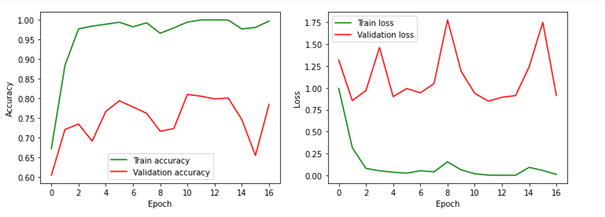 1.00
0.95
0.90
0.85
0.80
0.75
0.70
0.65
0.60
Accuracy
Train accuracy
Validation accuracy
0 2 4 6 8 10 12 14 16
Epoch
1.75
1.50
1.25
1.00
0.75
0.50
0.25
0.00
Loss
Train loss
Validation loss
0 2 4 6 8 10 12 14 16
Epoch